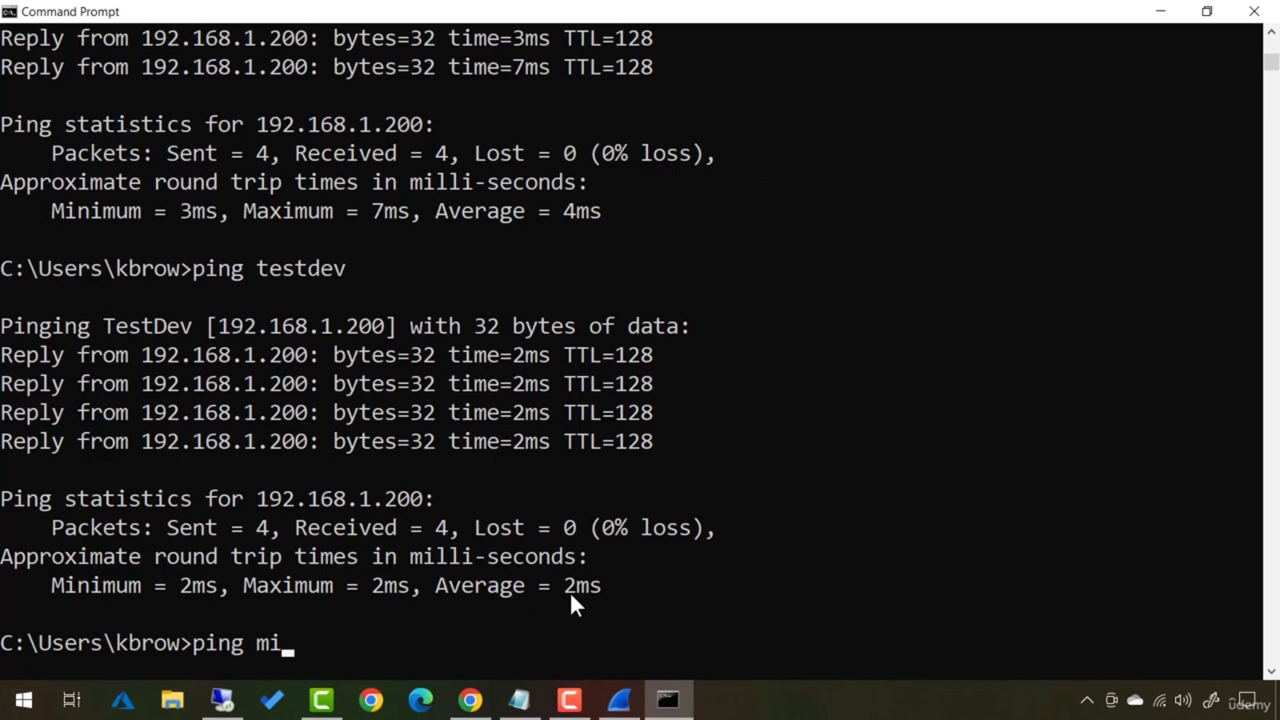 Command Prompt
Reply from 192.168.1.200: bytes=32 time=3ms TTL=128
Reply from 192.168.1.200: bytes=32 time=7ms TTL=128
Ping statistics for 192.168.1.200:
Packets: Sent = 4, Received = 4, Lost = 0 (0% loss),
Approximate round trip times in milli-seconds:
Minimum = 3ms, Maximum = 7ms, Average = 4ms
C:\Users\kbrow>ping testdev
Pinging TestDev [192.168.1.200] with 32 bytes of data:
Reply from 192.168.1.200: bytes=32 time=2ms TTL=128
Reply from 192.168.1.200: bytes=32 time=2ms TTL=128
Reply from 192.168.1.200: bytes=32 time=2ms TTL=128
Reply from 192.168.1.200: bytes=32 time=2ms TTL=128
Ping statistics for 192.168.1.200:
Packets: Sent = 4, Received = 4, Lost = 0 (0% loss),
Approximate round trip times in milli-seconds:
Minimum = 2ms, Maximum = 2ms, Average = 2ms
C:\Users\kbrow>ping mi_
udemy